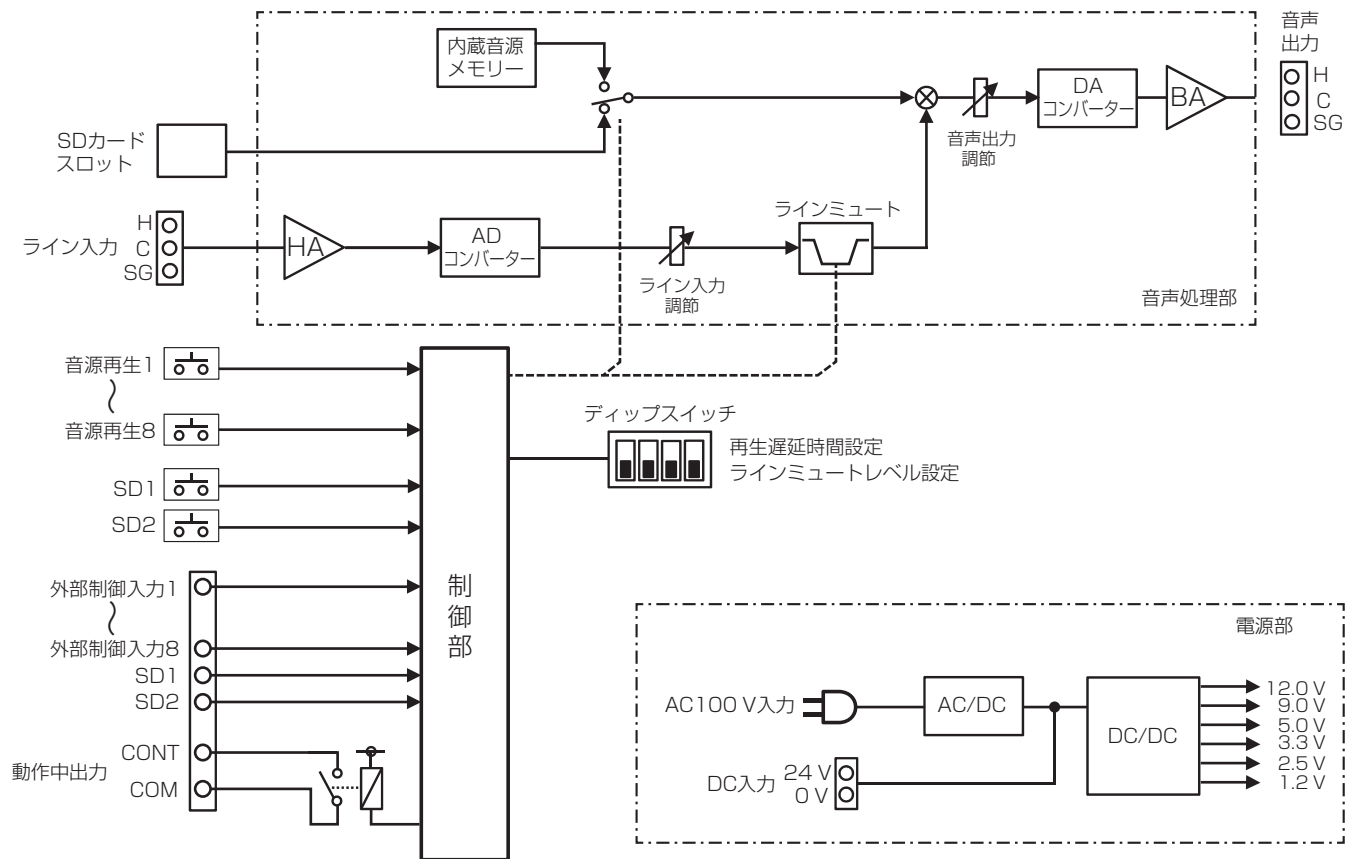 内蔵音源
メモリー
SDカード
スロット
ライン入力
H
C
SG
HA
AD
コンバーター
ライン入力
調節
ラインミュート
音声出力
調節
DA
コンバーター
BA
音声
出力
H
C
SG
音声処理部
音源再生1
〜
音源再生8
SD1
SD2
外部制御入力1
〜
外部制御入力8
SD1
SD2
動作中出力
CONT
COM
制御部
ディップスイッチ
再生遅延時間設定
ラインミュートレベル設定
電源部
AC100 V入力
AC/DC
DC入力
24 V
0 V
DC/DC
12.0 V
9.0 V
5.0 V
3.3 V
2.5 V
1.2 V